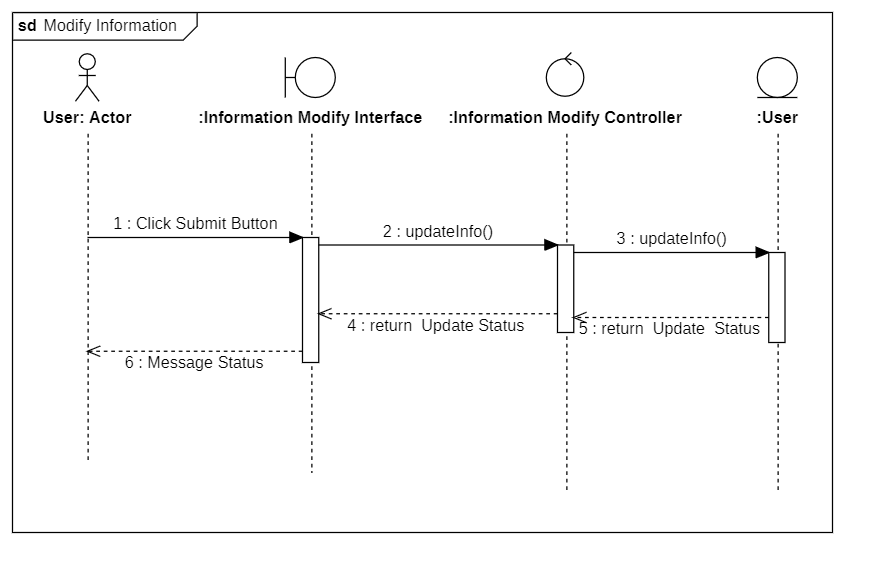 sd Modify Information
User: Actor
:Information Modify Interface
:Information Modify Controller
:User
1 : Click Submit Button
2 : updateInfo()
3 : updateInfo()
4 : return Update Status
5 : return Update Status
6 : Message Status